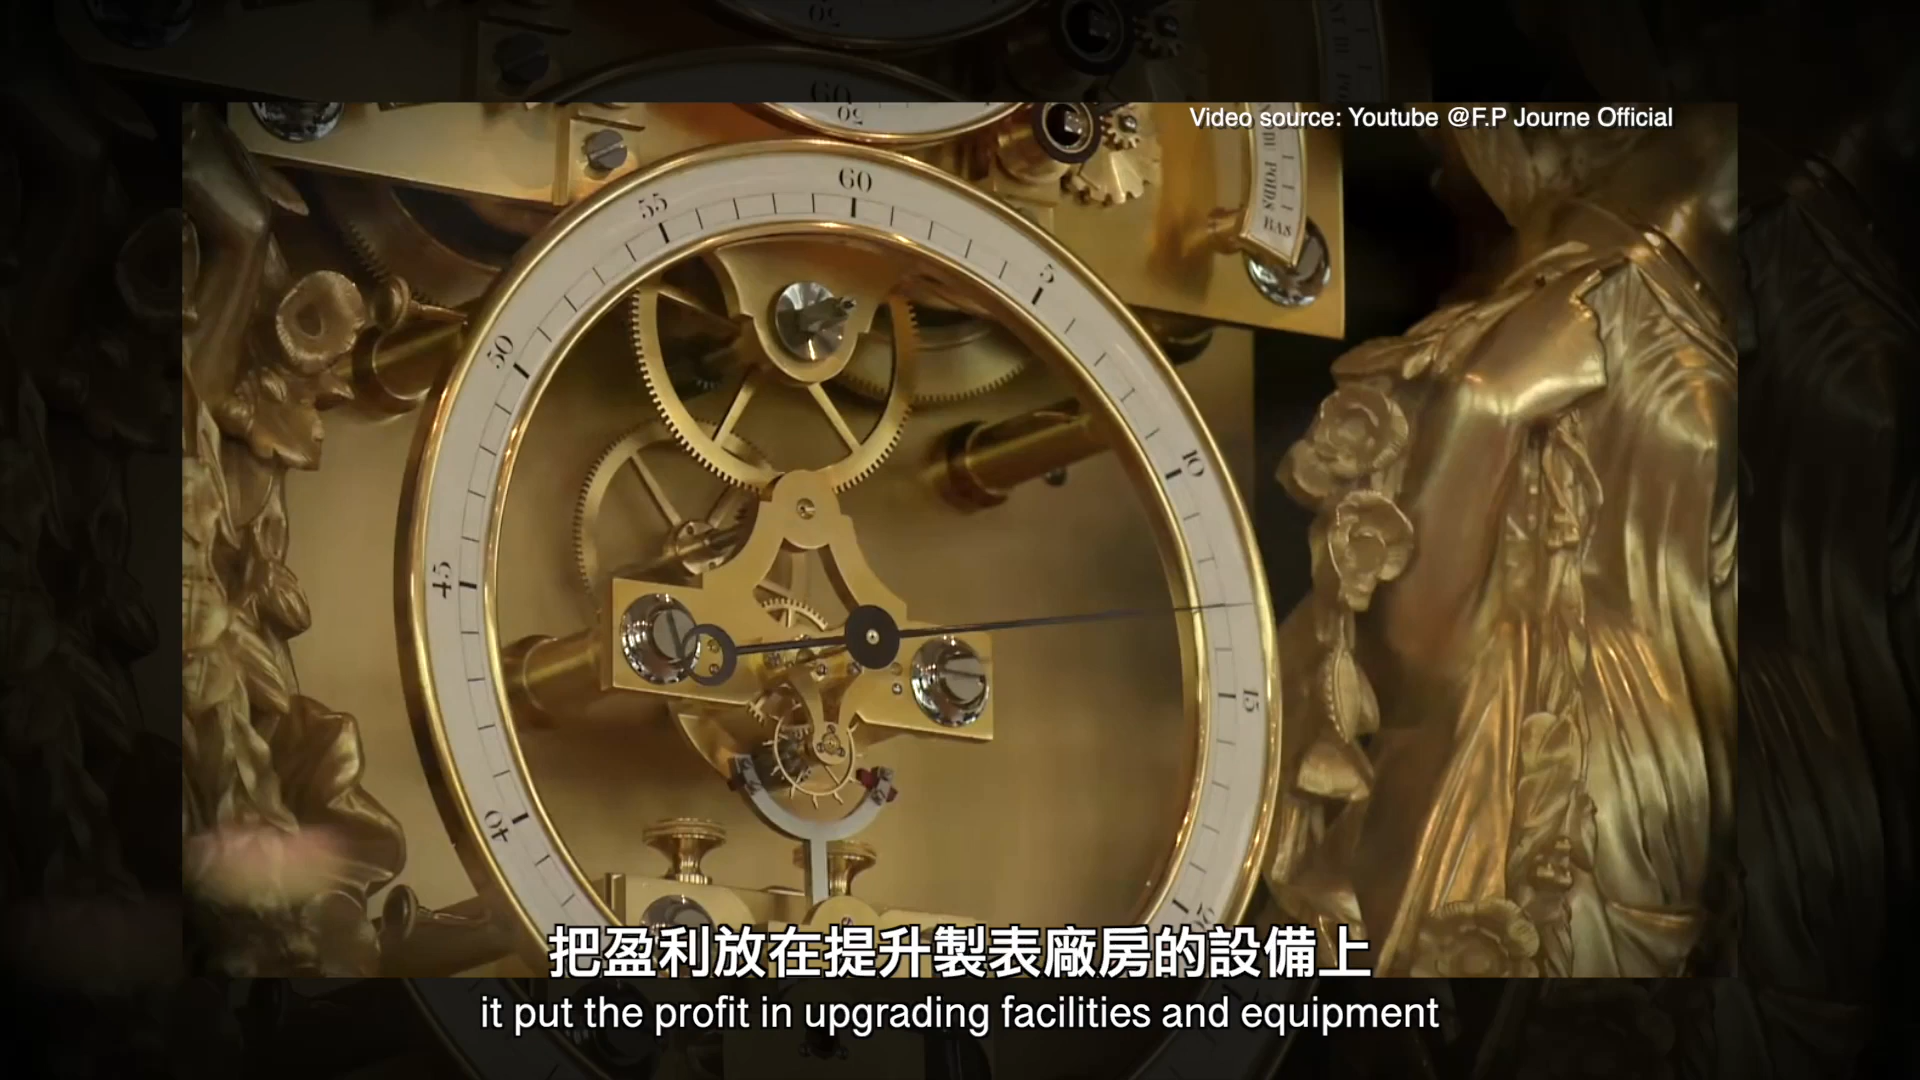 Video source: Youtube @F.P Journe Official
60
55
60
5
50
POIDS
BAS
10
45
15
40
把盈利放在提升製表廠房的設備上
it put the profit in upgrading facilities and equipment